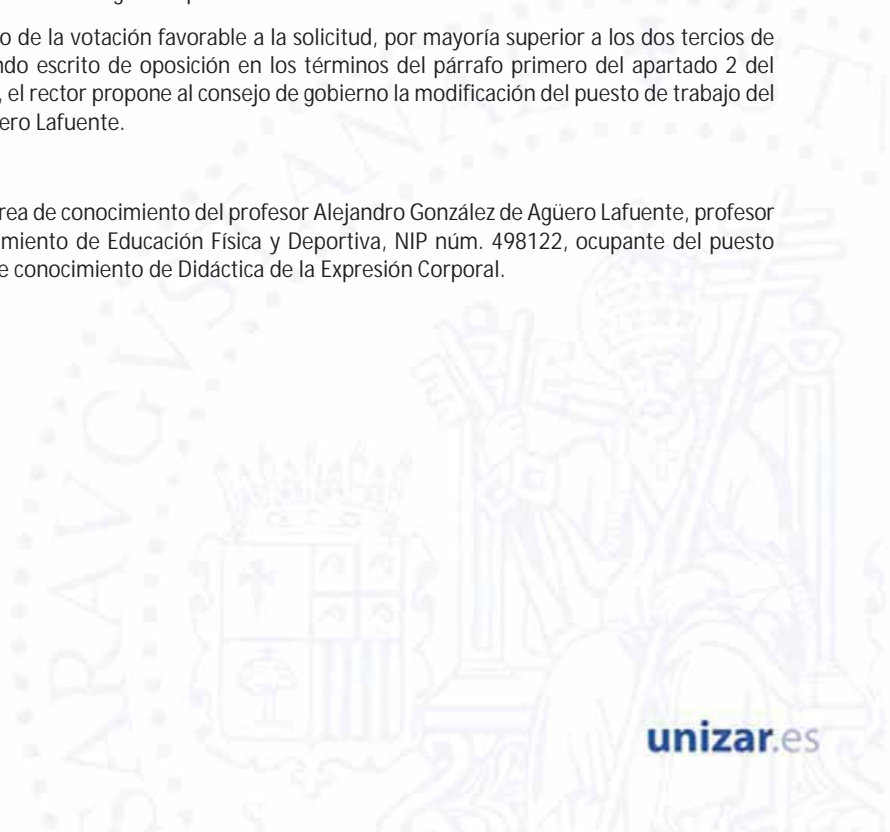 o de la votación favorable a la solicitud, por mayoría superior a los dos tercios de
ndo escrito de oposición en los términos del párrafo primero del apartado 2 del
, el rector propone al consejo de gobierno la modificación del puesto de trabajo del
ero Lafuente.
rea de conocimiento del profesor Alejandro González de Agüero Lafuente, profesor
miento de Educación Física y Deportiva, NIP núm. 498122, ocupante del puesto
e conocimiento de Didáctica de la Expresión Corporal.
unizar.es